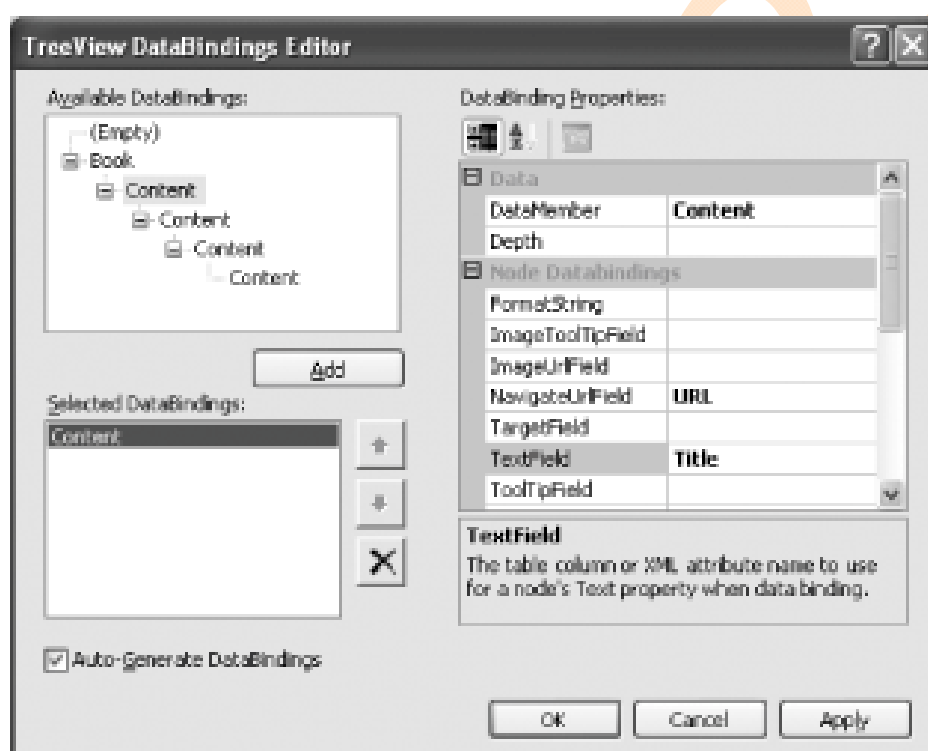 TreeView DataBindings Editor
Available DataBindings:
(Empty)
Book
Content
Content
Content
Content
Add
Selected DataBindings:
Content
Auto-Generate DataBindings
DataBinding Properties:
Data
DataMember Content
Depth
Node Databindings
FormatString
ImageToolTipField
ImageUrlField
NavigateUrlField URL
TargetField
TextField Title
ToolTipField
TextField
The table column or XML attribute name to use
for a node's Text property when data binding.
OK Cancel Apply